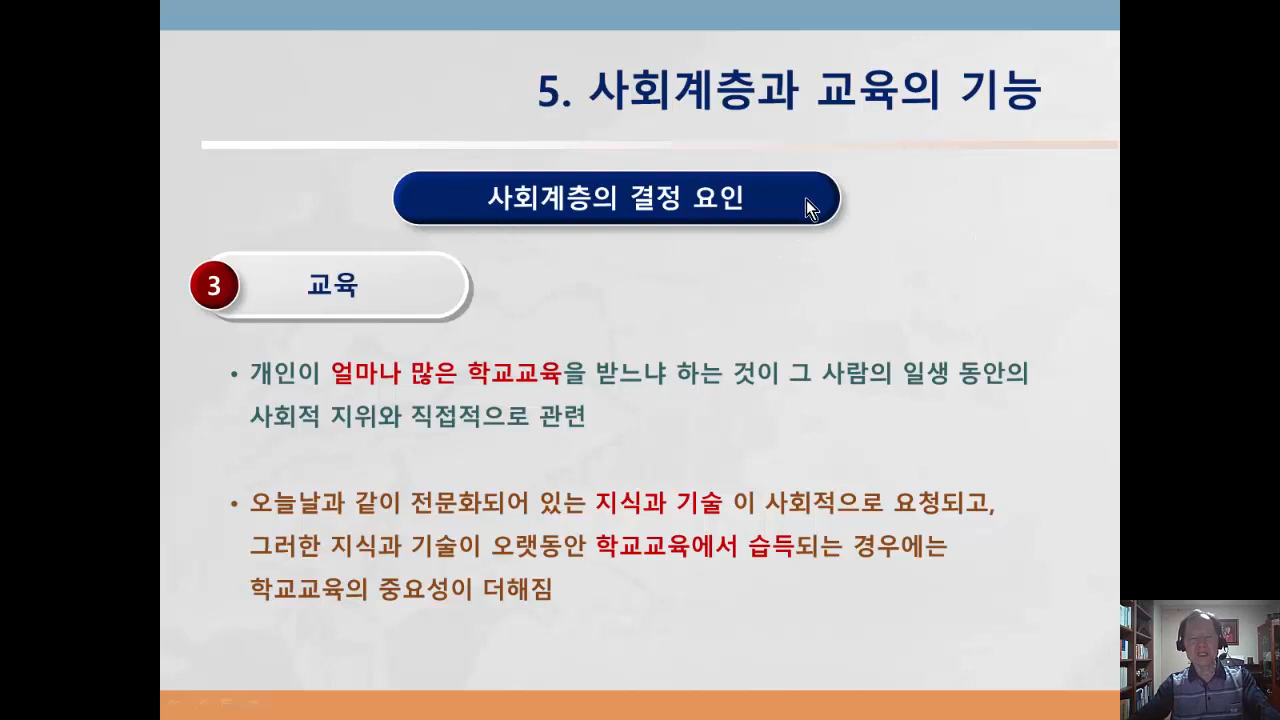 5. 사회계층과 교육의 기능
사회계층의 결정 요인
3
교육
• 개인이 얼마나 많은 학교교육을 받느냐 하는 것이 그 사람의 일생 동안의
사회적 지위와 직접적으로 관련
• 오늘날과 같이 전문화되어 있는 지식과 기술 이 사회적으로 요청되고,
그러한 지식과 기술이 오랫동안 학교교육에서 습득되는 경우에는
학교교육의 중요성이 더해짐